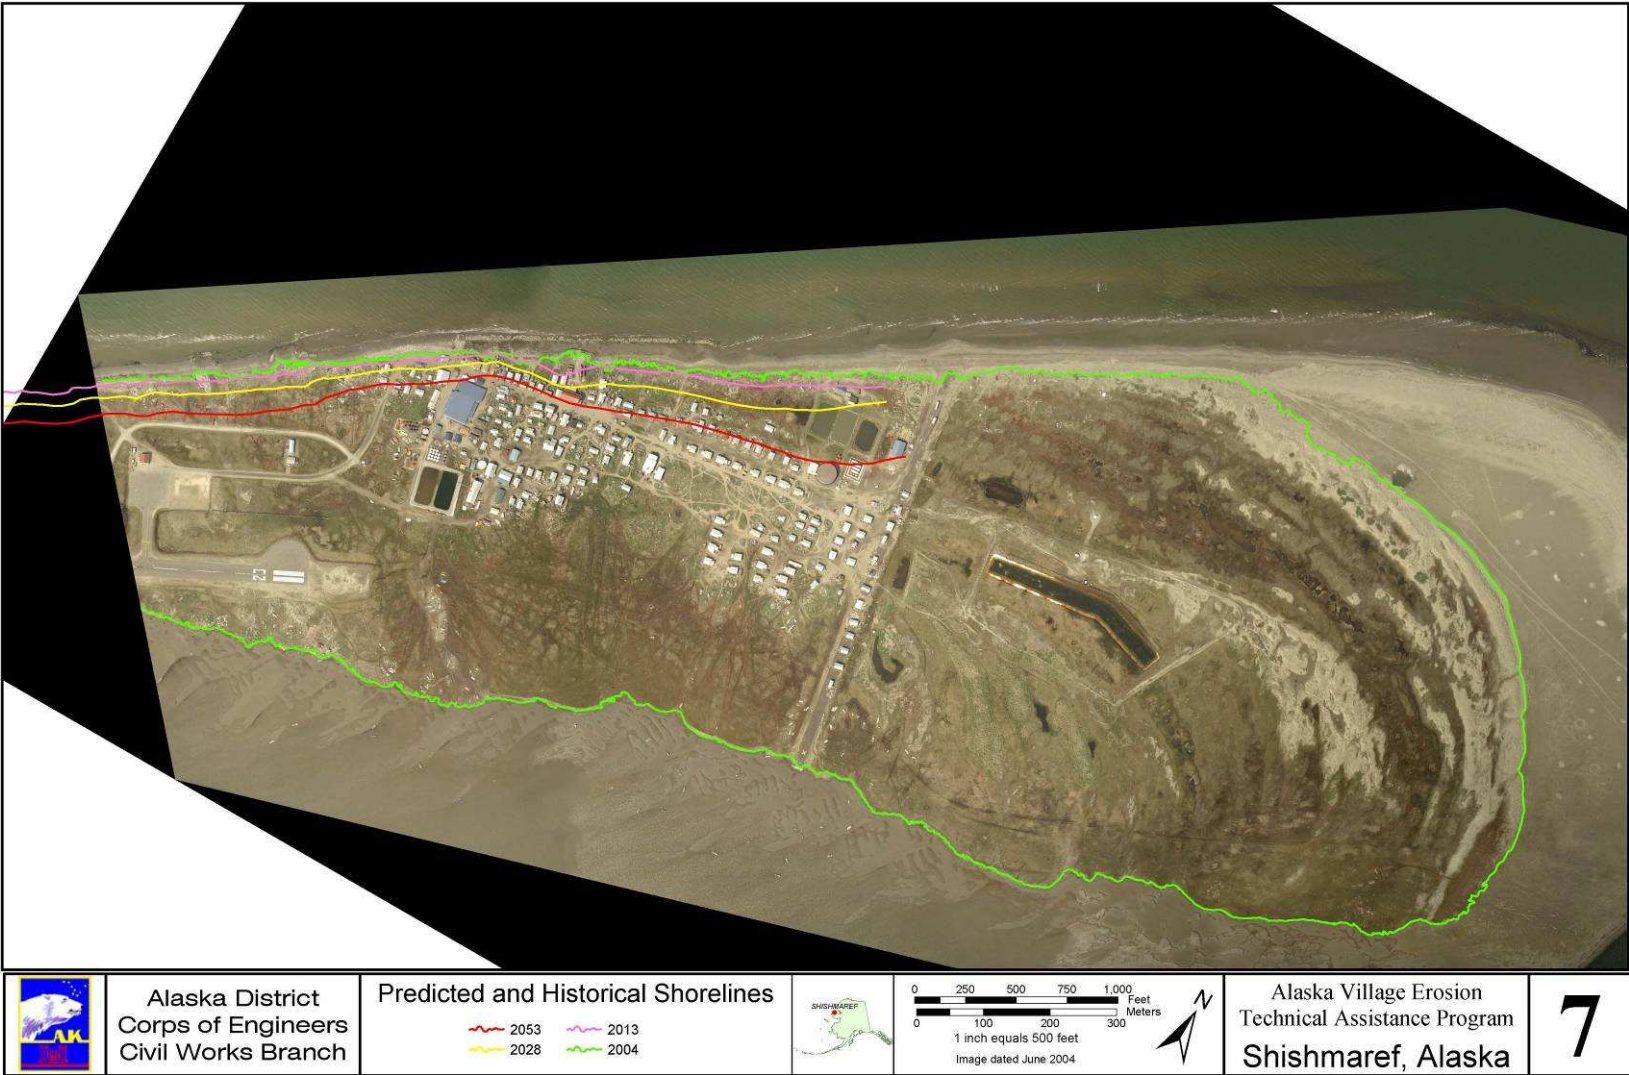 23
AK
Alaska District
Corps of Engineers
Civil Works Branch
Predicted and Historical Shorelines
2053
2013
2028
2004
SHISHMAREF
0 250 500 750 1,000
Feet
Meters
0 100 200 300
1 inch equals 500 feet
Image dated June 2004
N
Alaska Village Erosion
Technical Assistance Program
Shishmaref, Alaska
7